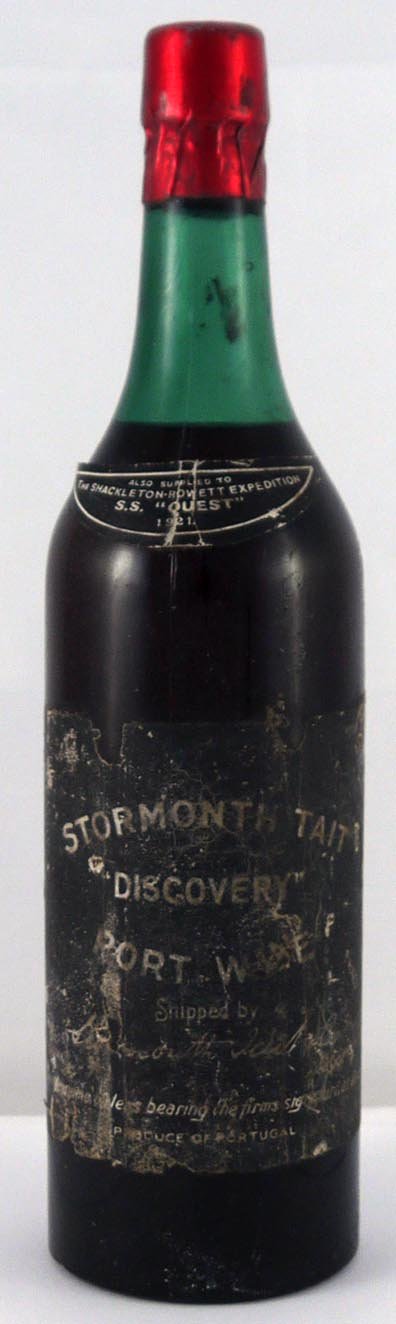 ALSO SUPPLIED TO
THE SHACKLETON-ROWETT EXPEDITION
S.S. "QUEST"
1921.
STORMONTH TAIT'S
"DISCOVERY"
PORT WINE
Shipped by
bearing the firms
PRODUCE OF PORTUGAL